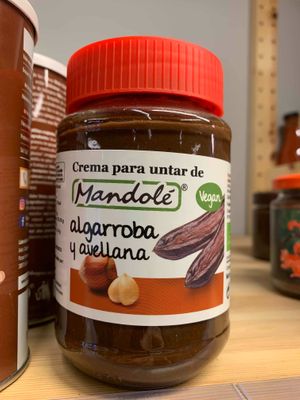 Crema para untar de
Mandolé®
Vegan
algarroba
y avellana